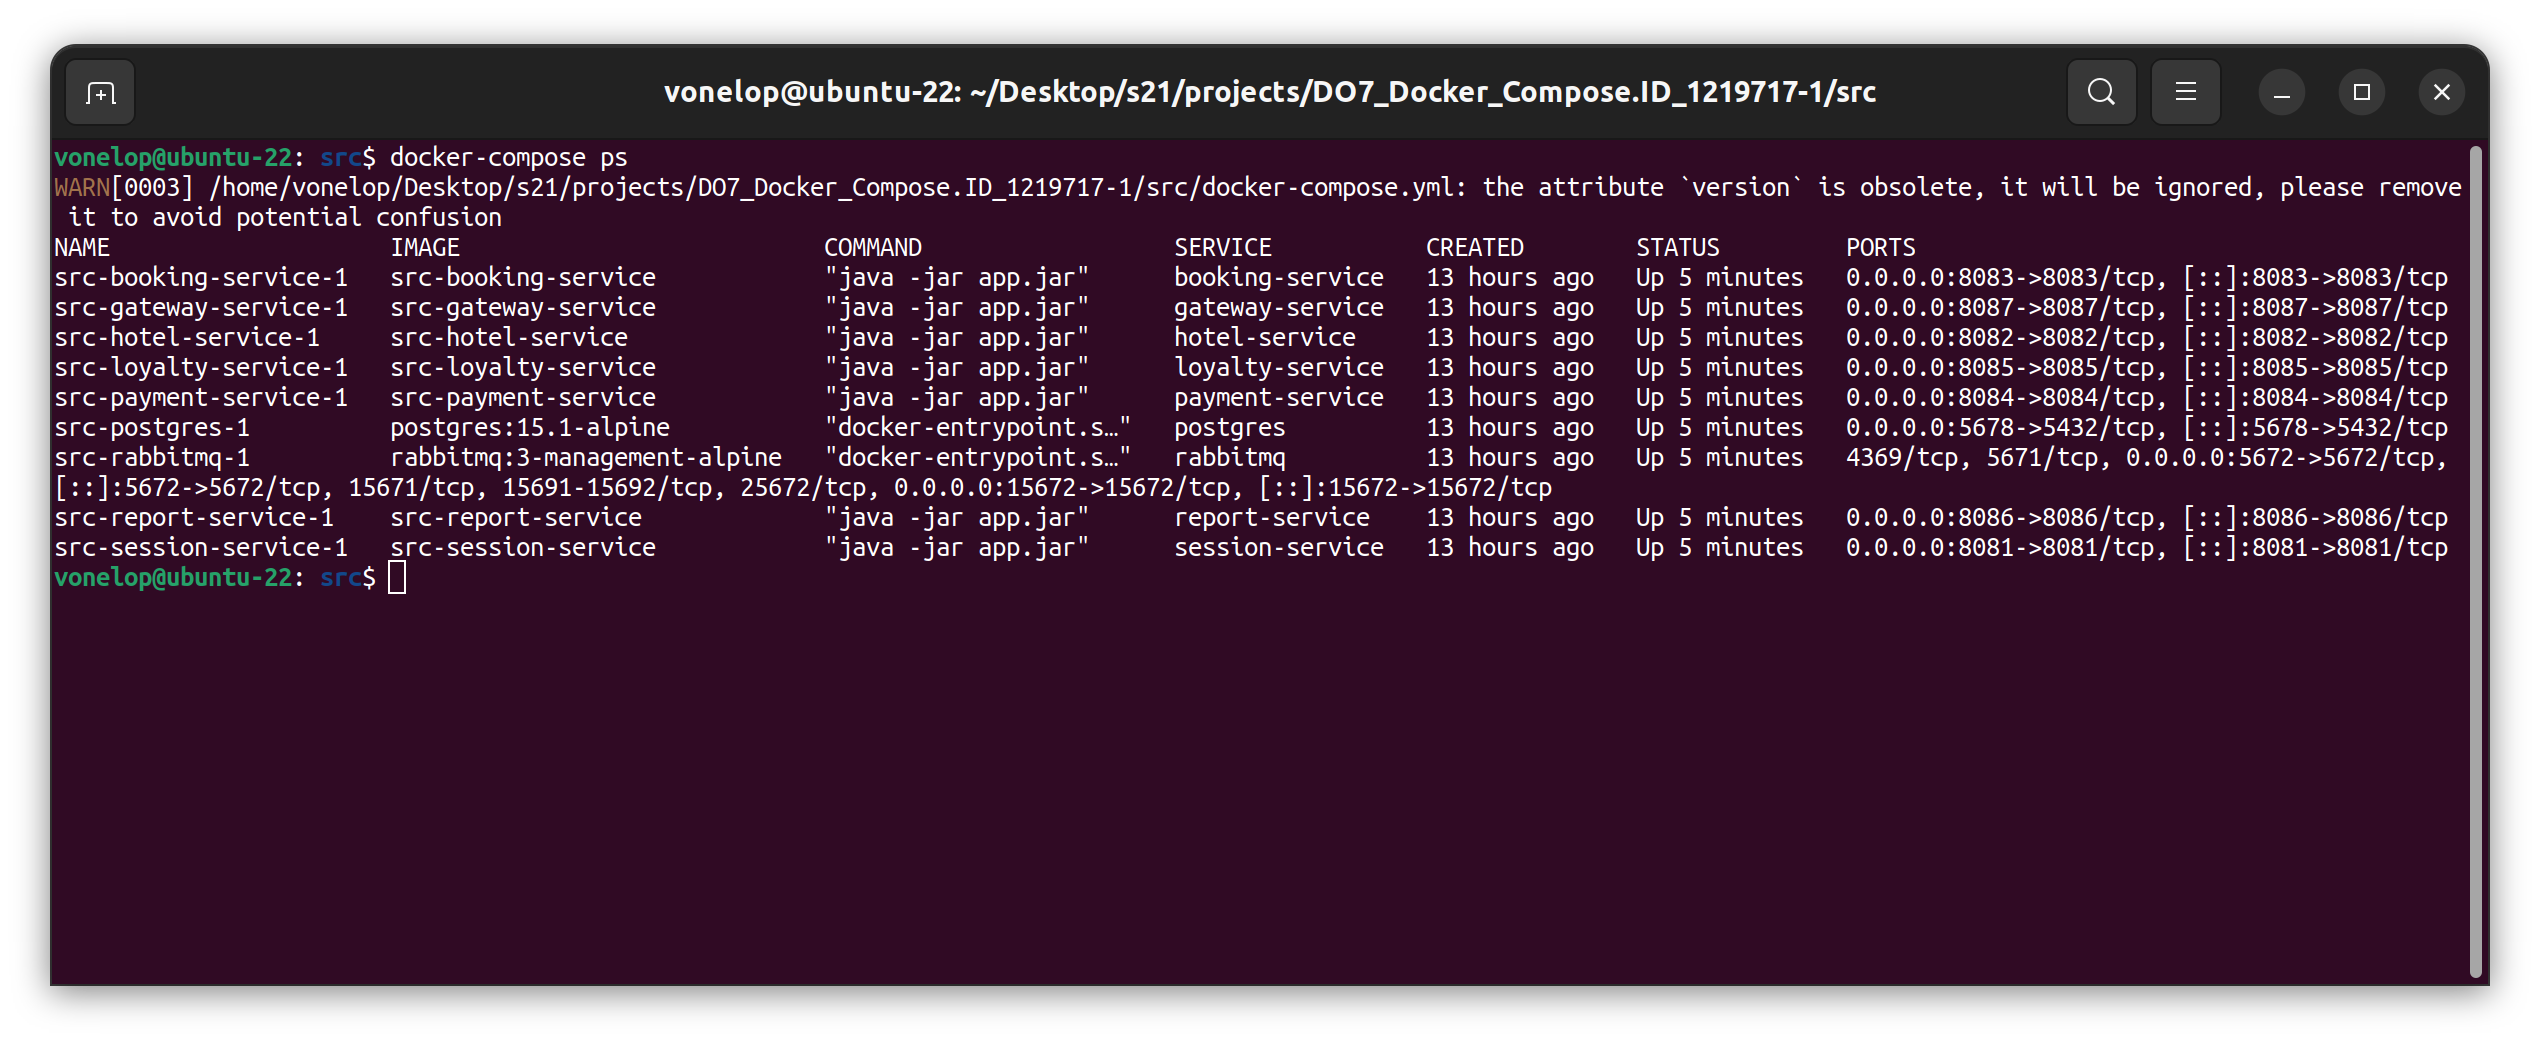 vonelop@ubuntu-22: ~/Desktop/s21/projects/DO7_Docker_Compose.ID_1219717-1/src
vonelop@ubuntu-22: src$ docker-compose ps
WARN[0003] /home/vonelop/Desktop/s21/projects/DO7_Docker_Compose.ID_1219717-1/src/docker-compose.yml: the attribute `version` is obsolete, it will be ignored, please remove
 it to avoid potential confusion
NAME                    IMAGE                          COMMAND                  SERVICE           CREATED        STATUS         PORTS
src-booking-service-1   src-booking-service            "java -jar app.jar"      booking-service   13 hours ago   Up 5 minutes   0.0.0.0:8083->8083/tcp, [::]:8083->8083/tcp
src-gateway-service-1   src-gateway-service            "java -jar app.jar"      gateway-service   13 hours ago   Up 5 minutes   0.0.0.0:8087->8087/tcp, [::]:8087->8087/tcp
src-hotel-service-1     src-hotel-service              "java -jar app.jar"      hotel-service     13 hours ago   Up 5 minutes   0.0.0.0:8082->8082/tcp, [::]:8082->8082/tcp
src-loyalty-service-1   src-loyalty-service            "java -jar app.jar"      loyalty-service   13 hours ago   Up 5 minutes   0.0.0.0:8085->8085/tcp, [::]:8085->8085/tcp
src-payment-service-1   src-payment-service            "java -jar app.jar"      payment-service   13 hours ago   Up 5 minutes   0.0.0.0:8084->8084/tcp, [::]:8084->8084/tcp
src-postgres-1          postgres:15.1-alpine           "docker-entrypoint.s…"   postgres          13 hours ago   Up 5 minutes   0.0.0.0:5678->5432/tcp, [::]:5678->5432/tcp
src-rabbitmq-1          rabbitmq:3-management-alpine   "docker-entrypoint.s…"   rabbitmq          13 hours ago   Up 5 minutes   4369/tcp, 5671/tcp, 0.0.0.0:5672->5672/tcp,
[::]:5672->5672/tcp, 15671/tcp, 15691-15692/tcp, 25672/tcp, 0.0.0.0:15672->15672/tcp, [::]:15672->15672/tcp
src-report-service-1    src-report-service             "java -jar app.jar"      report-service    13 hours ago   Up 5 minutes   0.0.0.0:8086->8086/tcp, [::]:8086->8086/tcp
src-session-service-1   src-session-service            "java -jar app.jar"      session-service   13 hours ago   Up 5 minutes   0.0.0.0:8081->8081/tcp, [::]:8081->8081/tcp
vonelop@ubuntu-22: src$